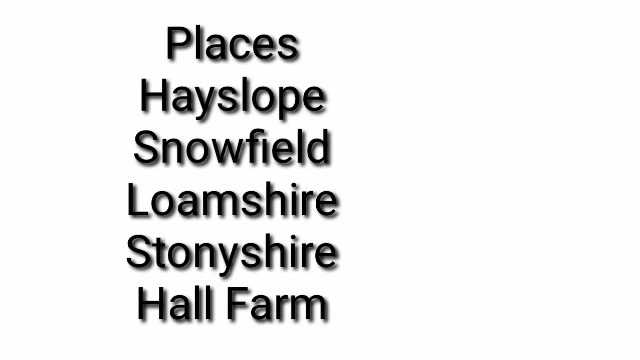 Places
Hayslope
Snowfield
Loamshire
Stonyshire
Hall Farm